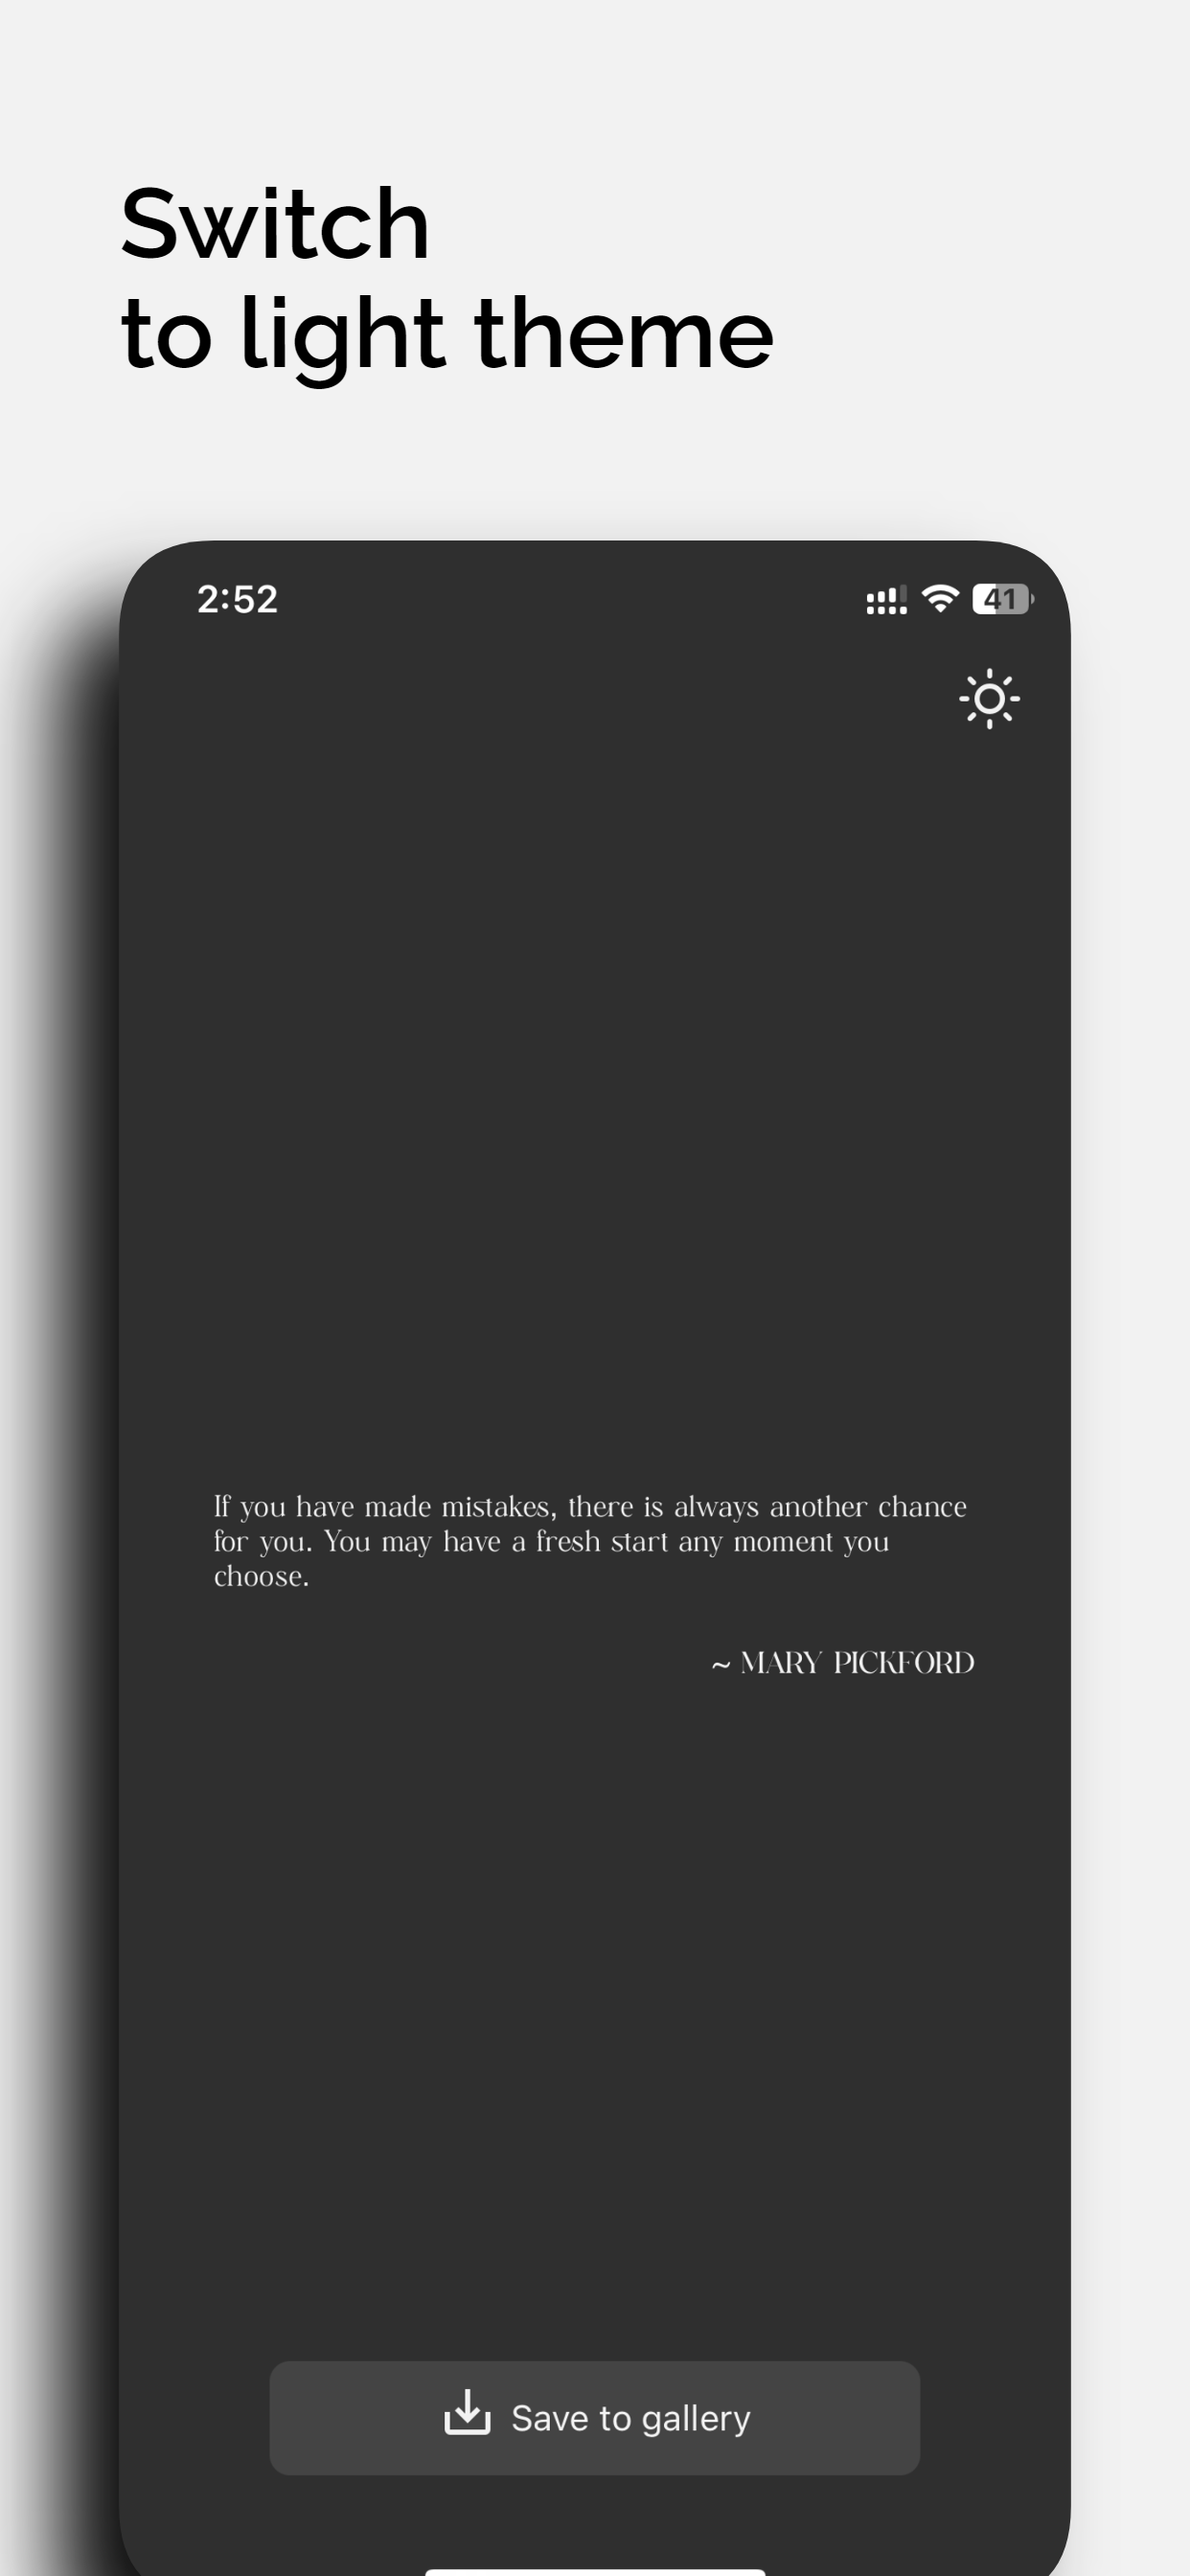 Switch
to light theme
2:52
41
If you have made mistakes, there is always another chance
for you. You may have a fresh start any moment you
choose.
~ MARY PICKFORD
Save to gallery